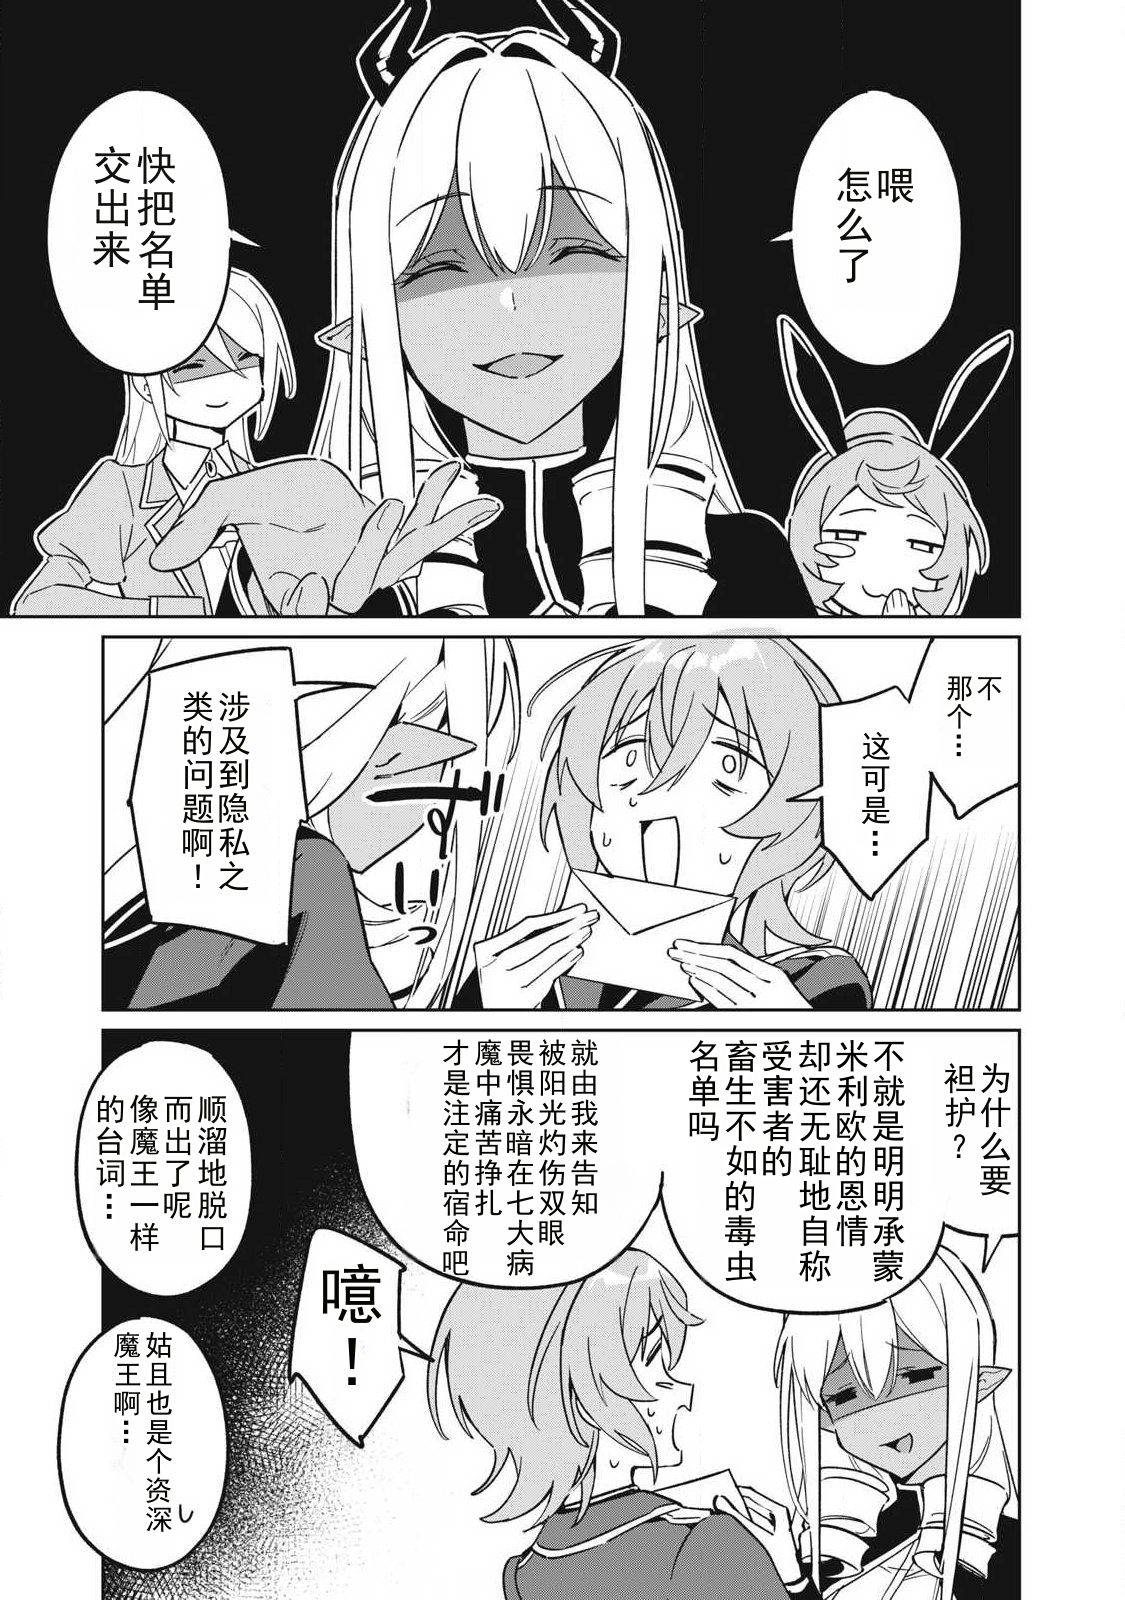 喂
怎么了
快把名单
交出来
不
那个…
这可是…
涉及到隐私之
类的问题啊！
为什么要
袒护？
不就是明明承蒙
米利欧的恩情
却还无耻地自称
受害者的
畜生不如的毒虫
名单吗
就由我来告知
被阳光灼伤双眼
畏惧永暗在七大病
魔中痛苦挣扎
才是注定的宿命吧
噫！
顺溜地脱口
而出了呢
像魔王一样
的台词…
姑且也是个资深
魔王啊…